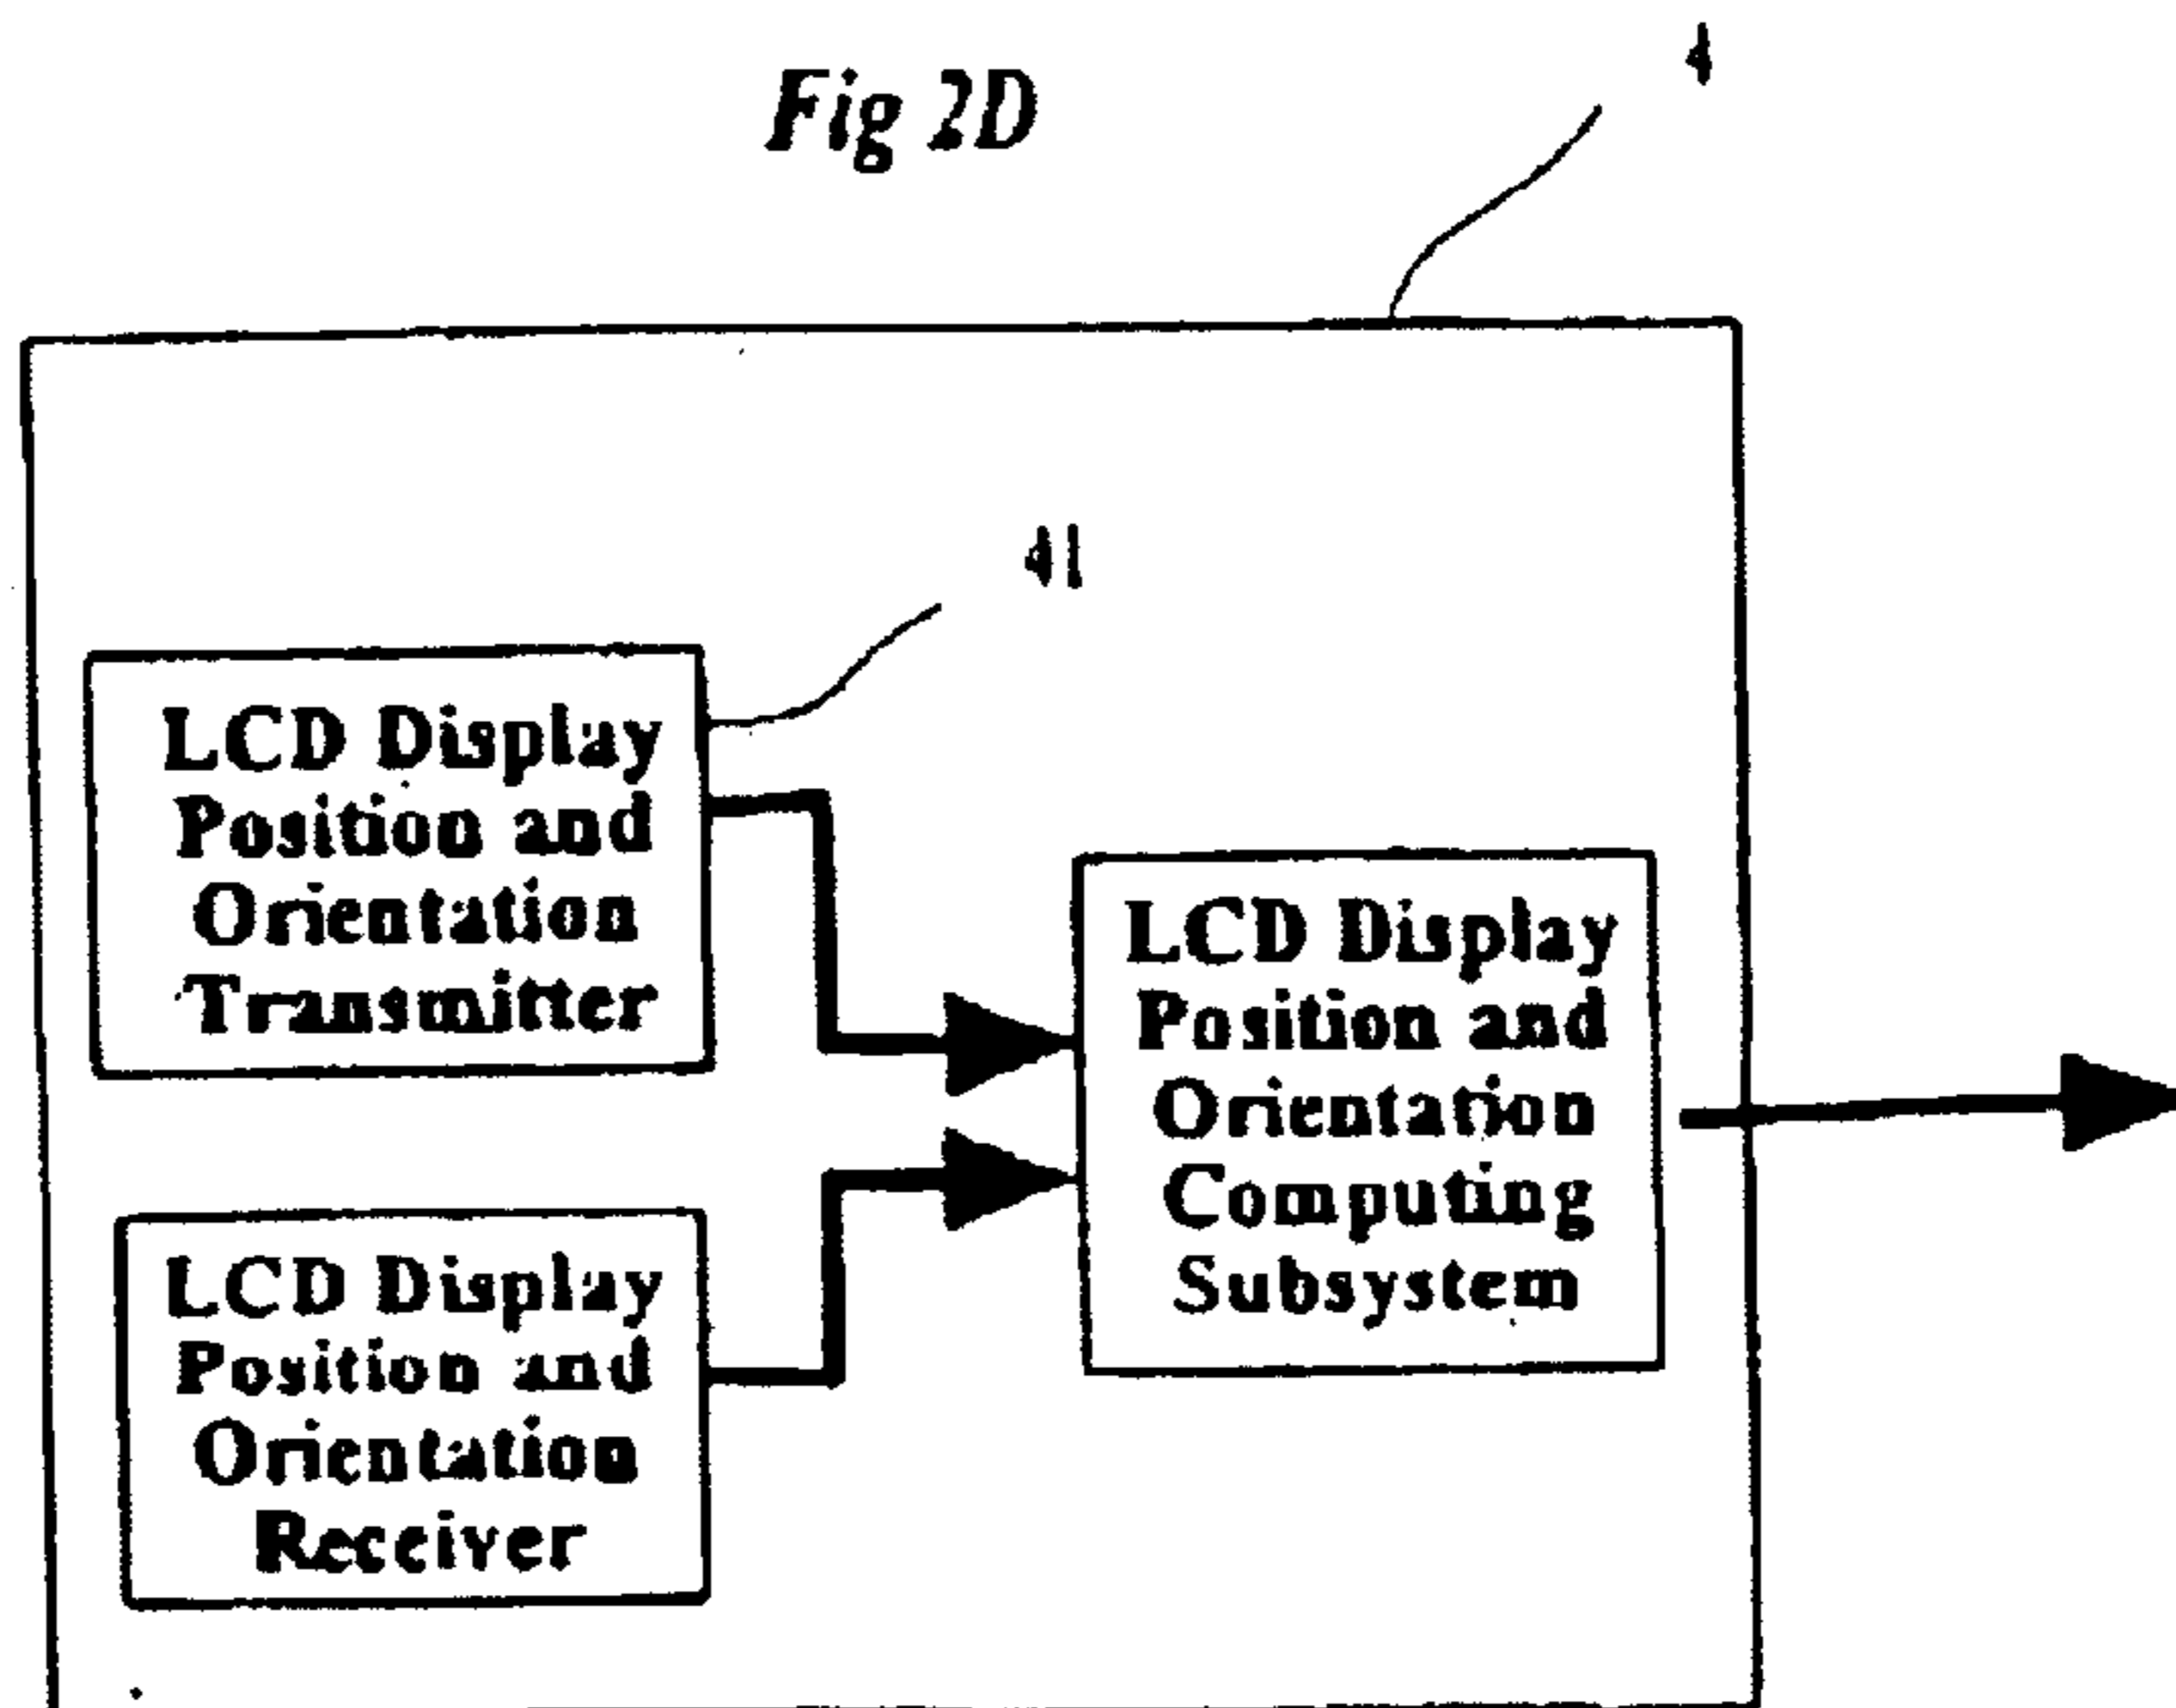 Fig 2D
4
41
LCD Display
Position and
Orientation
Transmitter
LCD Display
Position and
Orientation
Computing
Subsystem
LCD Display
Position and
Orientation
Receiver